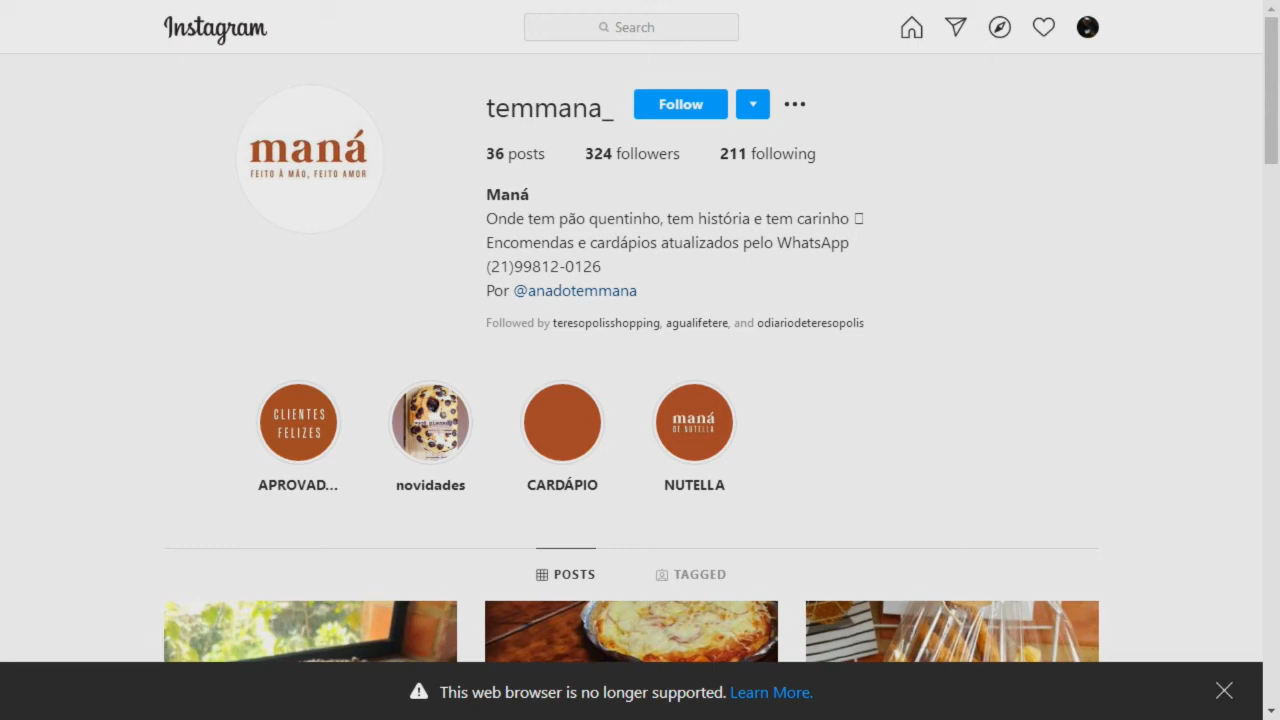 Instagram
Search
maná
FEITO À MÃO, FEITO AMOR
temmana_
Follow
36 posts
324 followers
211 following
Maná
Onde tem pão quentinho, tem história e tem carinho
Encomendas e cardápios atualizados pelo WhatsApp
(21)99812-0126
Por @anadotemmana
Followed by teresopolisshopping, agualifetere, and odiariodeteresopolis
CLIENTES
FELIZES
maná
DE NUTELLA
APROVAD...
novidades
CARDÁPIO
NUTELLA
POSTS
TAGGED
This web browser is no longer supported. Learn More.